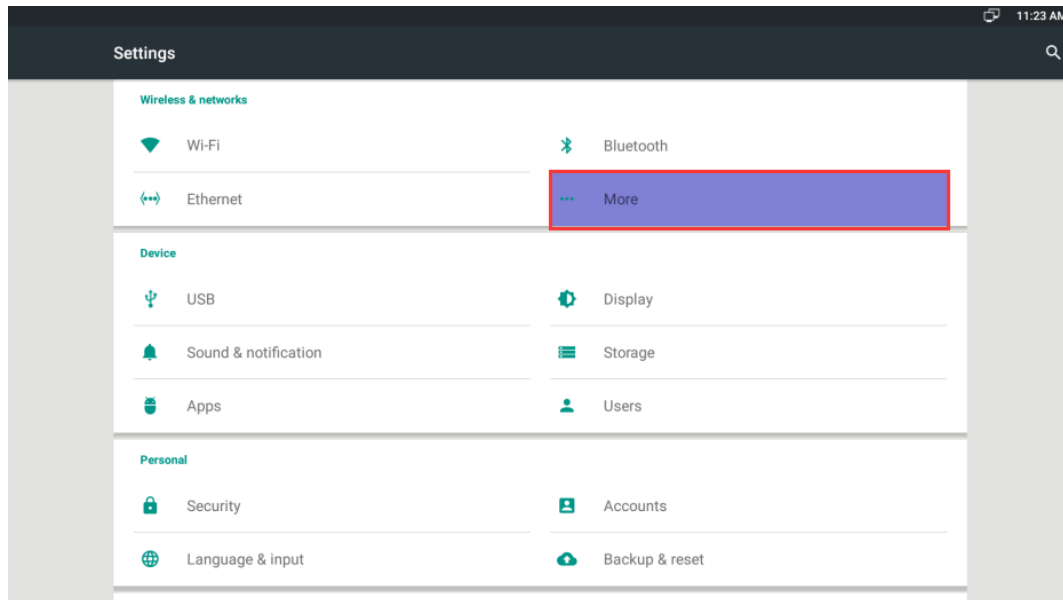 11:23 AM
Settings
Wireless & networks
Wi-Fi
Bluetooth
Ethernet
More
Device
USB
Display
Sound & notification
Storage
Apps
Users
Personal
Security
Accounts
Language & input
Backup & reset